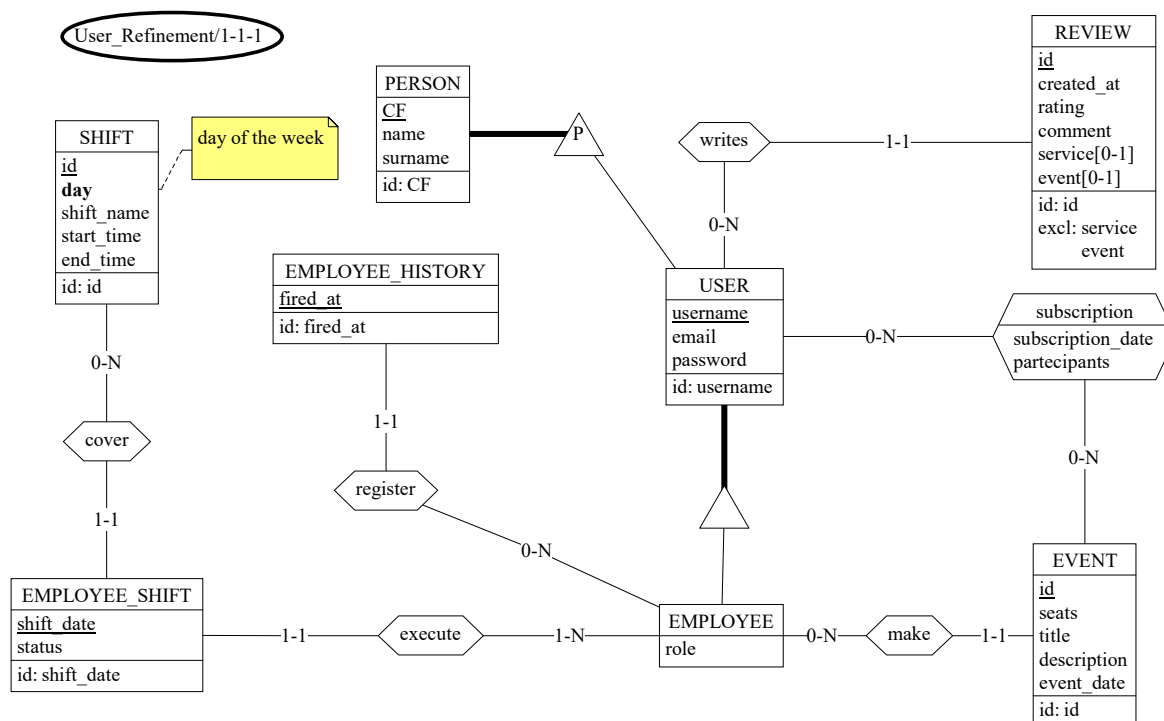 User_Refinement/1-1-1
PERSON
CF
name
surname
id: CF
P
SHIFT
id
day
shift_name
start_time
end_time
id: id
day of the week
writes
1-1
0-N
REVIEW
id
created_at
rating
comment
service[0-1]
event[0-1]
id: id
excl: service
event
EMPLOYEE_HISTORY
fired_at
id: fired_at
USER
username
email
password
id: username
0-N
subscription
subscription_date
partecipants
0-N
cover
1-1
1-1
register
0-N
0-N
EMPLOYEE_SHIFT
shift_date
status
id: shift_date
1-1
execute
1-N
EMPLOYEE
role
0-N
make
1-1
EVENT
id
seats
title
description
event_date
id: id